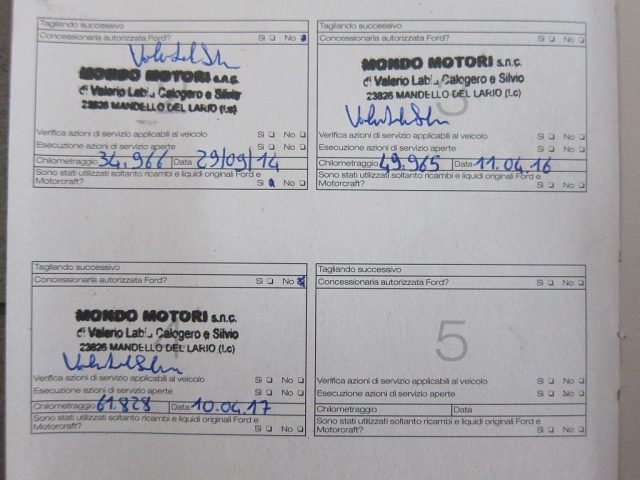 Tagliando successivo
Concessionaria autorizzata Ford? Sì No
MONDO MOTORI s.n.c.
di Valerio Labis Calogero e Silvio
23826 MANDELLO DEL LARIO (Lc)
Verifica azioni di servizio applicabili al veicolo Sì No
Esecuzione azioni di servizio aperte Sì No
Chilometraggio 34.966 Data 29/09/14
Sono stati utilizzati soltanto ricambi e liquidi originali Ford e
Motorcraft? Sì No
Tagliando successivo
Concessionaria autorizzata Ford? Sì No
3
MONDO MOTORI s.n.c.
di Valerio Calogero e Silvio
23826 MANDELLO DEL LARIO (Lc)
Verifica azioni di servizio applicabili al veicolo Sì No
Esecuzione azioni di servizio aperte Sì No
Chilometraggio 49.965 Data 11.04.16
Sono stati utilizzati soltanto ricambi e liquidi originali Ford e
Motorcraft? Sì No
Tagliando successivo
Concessionaria autorizzata Ford? Sì No
4
MONDO MOTORI s.n.c.
di Valerio Calogero e Silvio
23826 MANDELLO DEL LARIO (Lc)
Verifica azioni di servizio applicabili al veicolo Sì No
Esecuzione azioni di servizio aperte Sì No
Chilometraggio 61.828 Data 10.04.17
Sono stati utilizzati soltanto ricambi e liquidi originali Ford e
Motorcraft? Sì No
Tagliando successivo
Concessionaria autorizzata Ford? Sì No
5
Verifica azioni di servizio applicabili al veicolo Sì No
Esecuzione azioni di servizio aperte Sì No
Chilometraggio Data
Sono stati utilizzati soltanto ricambi e liquidi originali Ford e
Motorcraft? Sì No